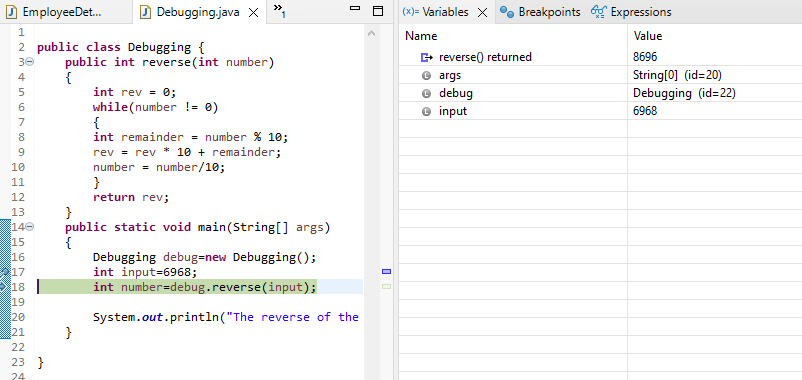 EmployeeDet... Debugging.java »1
1
2 public class Debugging {
3 public int reverse(int number)
4 {
5 int rev = 0;
6 while(number != 0)
7 {
8 int remainder = number % 10;
9 rev = rev * 10 + remainder;
10 number = number/10;
11 }
12 return rev;
13 }
14 public static void main(String[] args)
15 {
16 Debugging debug=new Debugging();
17 int input=6968;
18 int number=debug.reverse(input);
19
20 System.out.println("The reverse of the
21 }
22
23 }
24
(x)= Variables Breakpoints Expressions
Name Value
reverse() returned 8696
args String[0] (id=20)
debug Debugging (id=22)
input 6968